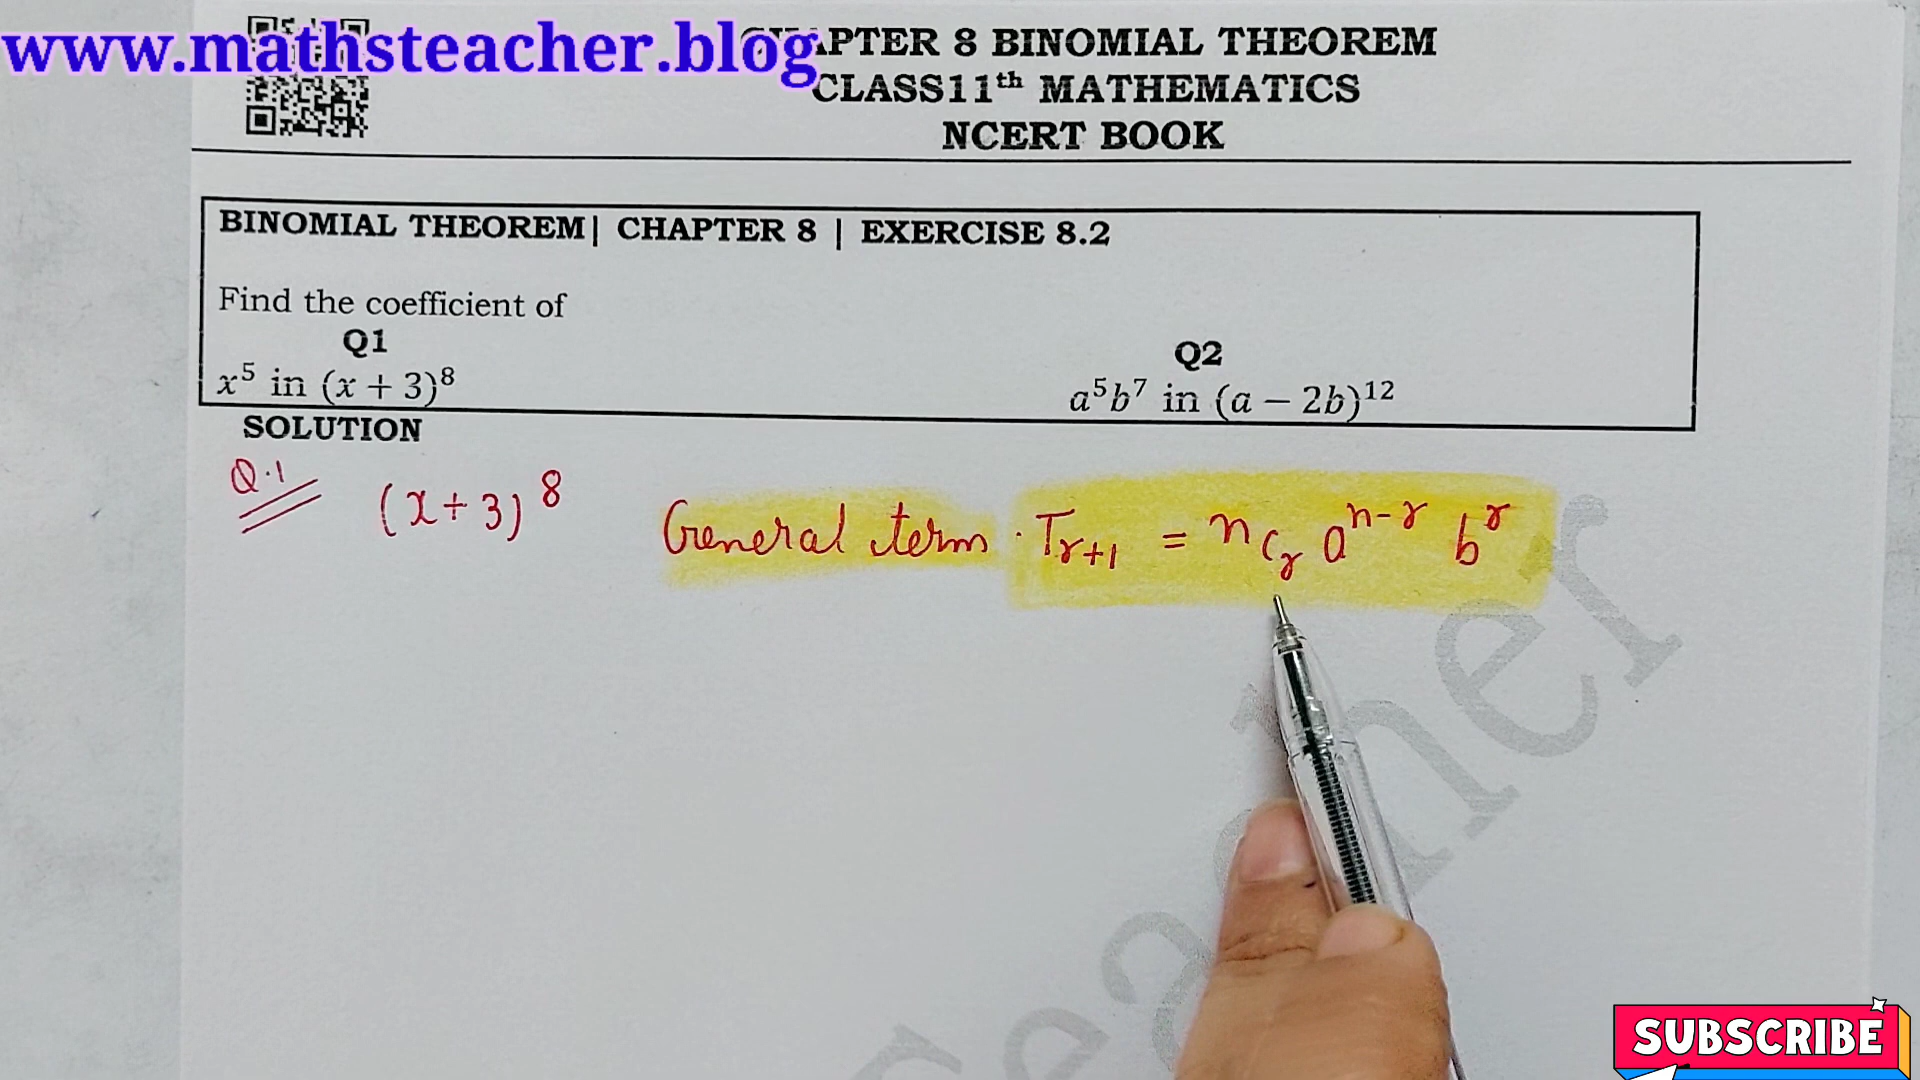 www.mathsteacher.blog
CHAPTER 8 BINOMIAL THEOREM
CLASS11th MATHEMATICS
NCERT BOOK
BINOMIAL THEOREM| CHAPTER 8 | EXERCISE 8.2
Find the coefficient of
Q1 Q2
x⁵ in (x + 3)⁸ a⁵b⁷ in (a − 2b)¹²
SOLUTION
Q.1 (x+3)⁸ General term. Tᵣ₊₁ = ⁿCᵣ aⁿ⁻ʳ bʳ
SUBSCRIBE